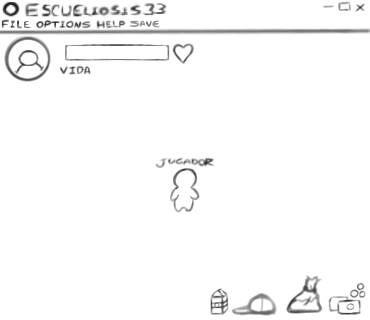 ESCUELIOSIS33
FILE OPTIONS HELP SAVE
VIDA
JUGADOR